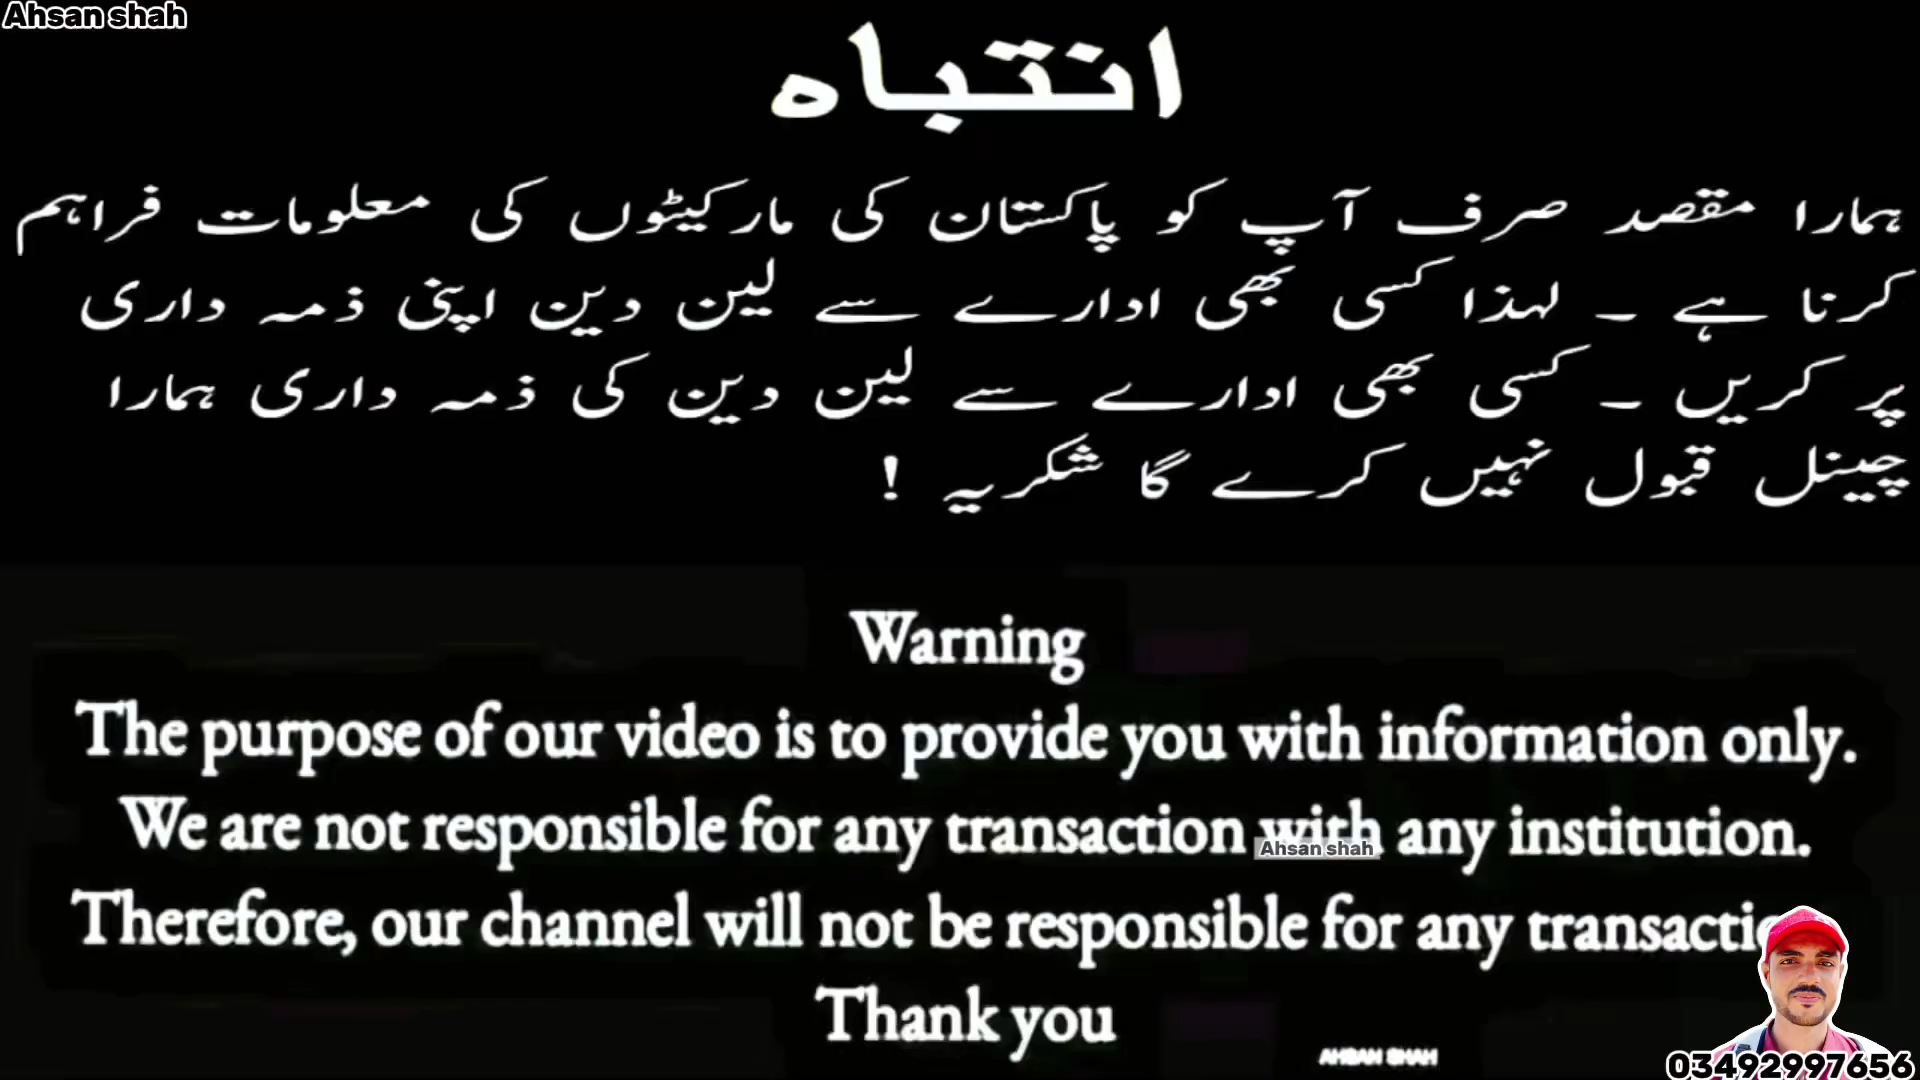 Ahsan shah
انتباہ
ہمارا مقصد صرف آپ کو پاکستان کی مارکیٹوں کی معلومات فراہم
کرنا ہے ۔ لہذا کسی بھی ادارے سے لین دین اپنی ذمہ داری
پر کریں ۔ کسی بھی ادارے سے لین دین کی ذمہ داری ہمارا
چینل قبول نہیں کرے گا شکریہ !
Warning
The purpose of our video is to provide you with information only.
We are not responsible for any transaction with any institution.
Ahsan shah
Therefore, our channel will not be responsible for any transactio
Thank you
AHSAN SHAH
03492997656